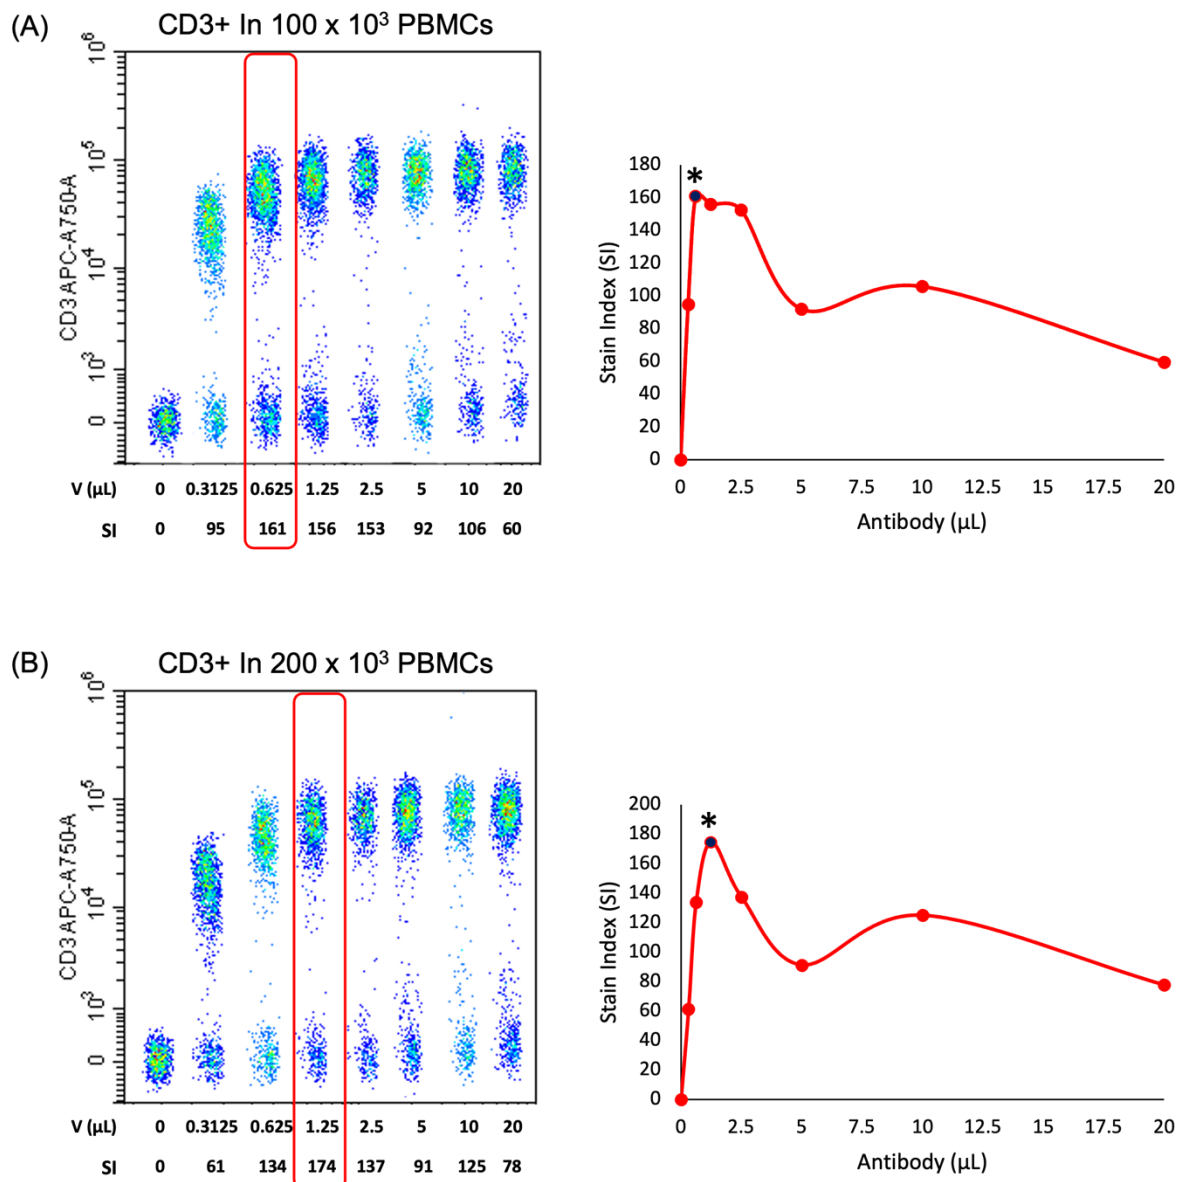 (A)
CD3+ In 100 x 10³ PBMCs
CD3 APC-A750-A
10⁶
10⁵
10⁴
10³
0
V (µL) 0 0.3125 0.625 1.25 2.5 5 10 20
SI 0 95 161 156 153 92 106 60
Stain Index (SI)
180
160
140
120
100
80
60
40
20
0
*
0 2.5 5 7.5 10 12.5 15 17.5 20
Antibody (µL)
(B)
CD3+ In 200 x 10³ PBMCs
CD3 APC-A750-A
10⁶
10⁵
10⁴
10³
0
V (µL) 0 0.3125 0.625 1.25 2.5 5 10 20
SI 0 61 134 174 137 91 125 78
Stain Index (SI)
200
180
160
140
120
100
80
60
40
20
0
*
0 2.5 5 7.5 10 12.5 15 17.5 20
Antibody (µL)